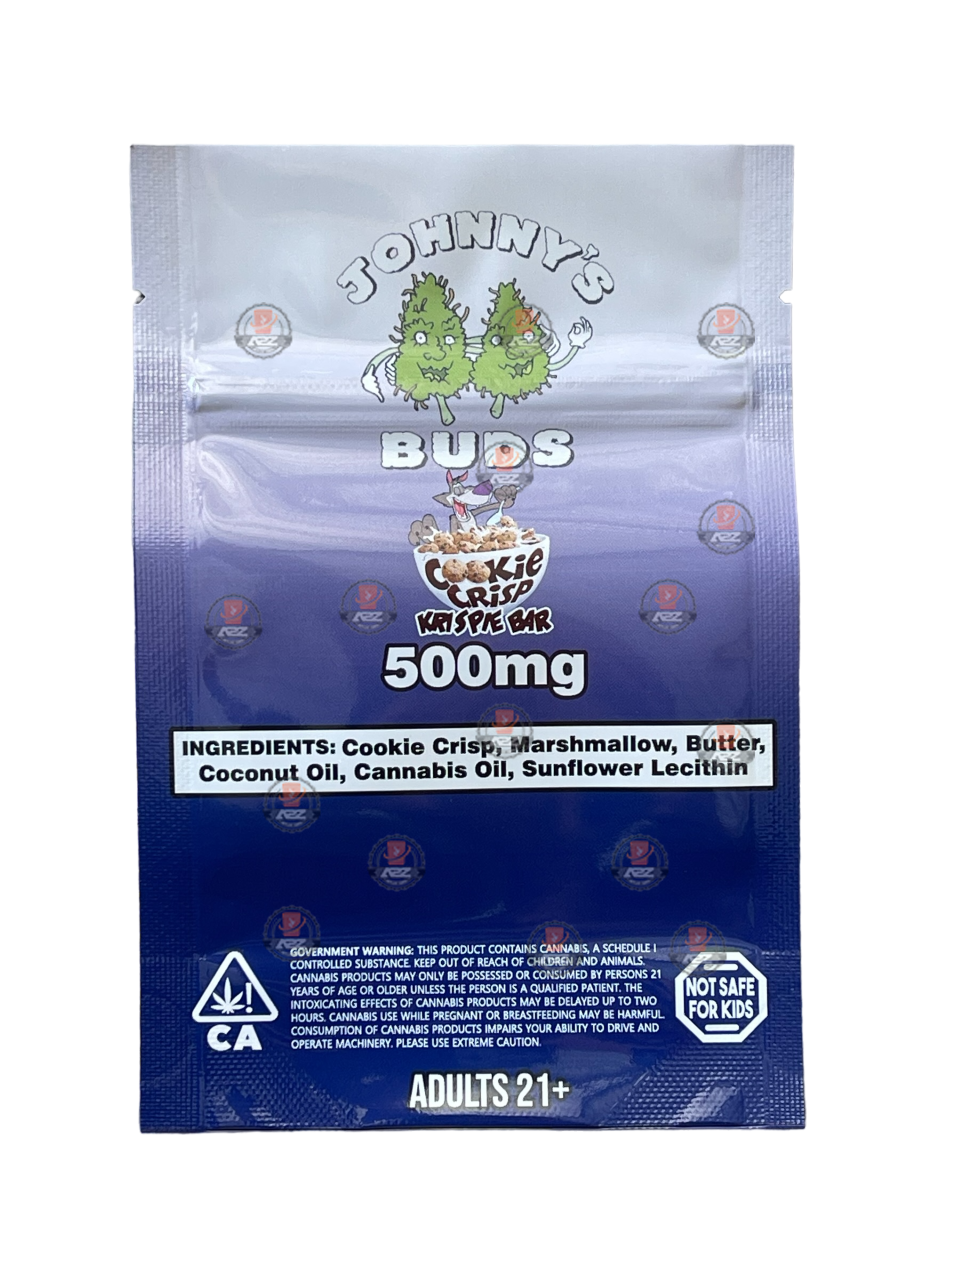 JOHNNY'S
BUDS
COOKie
CRiSP
KRISPIE BAR
500mg
INGREDIENTS: Cookie Crisp, Marshmallow, Butter,
Coconut Oil, Cannabis Oil, Sunflower Lecithin
GOVERNMENT WARNING: THIS PRODUCT CONTAINS CANNABIS, A SCHEDULE I
CONTROLLED SUBSTANCE. KEEP OUT OF REACH OF CHILDREN AND ANIMALS.
CANNABIS PRODUCTS MAY ONLY BE POSSESSED OR CONSUMED BY PERSONS 21
YEARS OF AGE OR OLDER UNLESS THE PERSON IS A QUALIFIED PATIENT. THE
INTOXICATING EFFECTS OF CANNABIS PRODUCTS MAY BE DELAYED UP TO TWO
HOURS. CANNABIS USE WHILE PREGNANT OR BREASTFEEDING MAY BE HARMFUL.
CONSUMPTION OF CANNABIS PRODUCTS IMPAIRS YOUR ABILITY TO DRIVE AND
OPERATE MACHINERY. PLEASE USE EXTREME CAUTION.
CA
NOT SAFE
FOR KIDS
ADULTS 21+